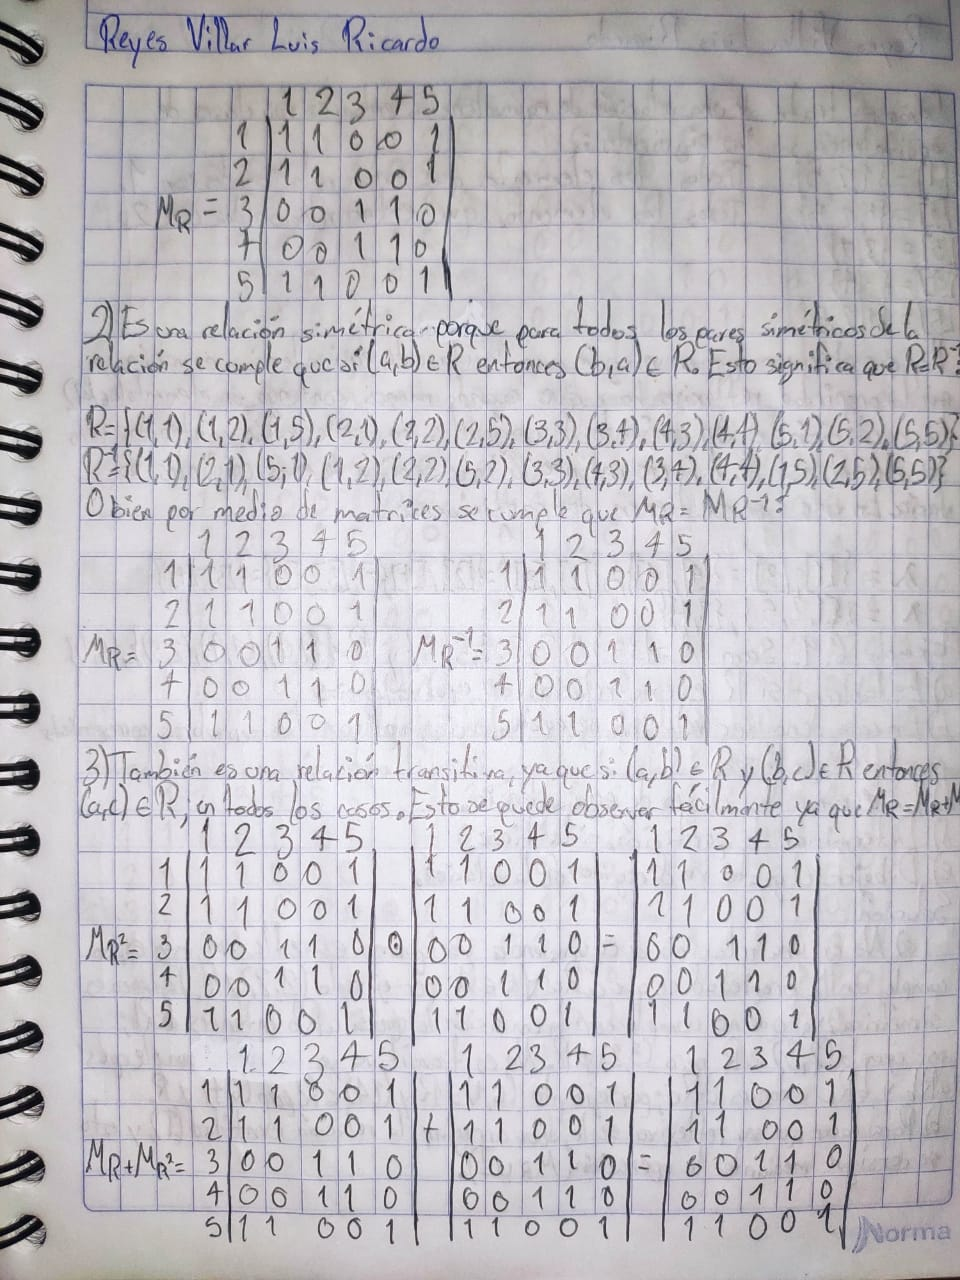 Reyes Villar Luis Ricardo
1 2 3 4 5
1 1 1 0 0 1
2 1 1 0 0 1
MR = 3 0 0 1 1 0
4 0 0 1 1 0
5 1 1 0 0 1
2) Es una relación simétrica porque para todos los pares simétricos de la
relación se cumple que si (a,b) ∈ R entonces (b,a) ∈ R. Esto significa que R=R⁻¹:
R={(1,1),(1,2),(1,5),(2,1),(2,2),(2,5),(3,3),(3,4),(4,3),(4,4),(5,1),(5,2),(5,5)}
R⁻¹={(1,1),(2,1),(5,1),(1,2),(2,2),(5,2),(3,3),(4,3),(3,4),(4,4),(1,5),(2,5),(5,5)}
O bien por medio de matrices se cumple que MR = MR⁻¹:
1 2 3 4 5 1 2 3 4 5
1 1 1 0 0 1 1 1 1 0 0 1
2 1 1 0 0 1 2 1 1 0 0 1
MR= 3 0 0 1 1 0 MR⁻¹= 3 0 0 1 1 0
4 0 0 1 1 0 4 0 0 1 1 0
5 1 1 0 0 1 5 1 1 0 0 1
3) También es una relación transitiva, ya que si (a,b) ∈ R y (b,c) ∈ R entonces
(a,c) ∈ R, en todos los casos. Esto se puede observar fácilmente ya que MR=MR+M
1 2 3 4 5 1 2 3 4 5 1 2 3 4 5
1 1 1 0 0 1 1 1 0 0 1 1 1 0 0 1
2 1 1 0 0 1 1 1 0 0 1 1 1 0 0 1
MR²= 3 0 0 1 1 0 ⊙ 0 0 1 1 0 = 0 0 1 1 0
4 0 0 1 1 0 0 0 1 1 0 0 0 1 1 0
5 1 1 0 0 1 1 1 0 0 1 1 1 0 0 1
1 2 3 4 5 1 2 3 4 5 1 2 3 4 5
1 1 1 0 0 1 1 1 0 0 1 1 1 0 0 1
2 1 1 0 0 1 + 1 1 0 0 1 1 1 0 0 1
MR+MR²= 3 0 0 1 1 0 0 0 1 1 0 = 0 0 1 1 0
4 0 0 1 1 0 0 0 1 1 0 0 0 1 1 0
5 1 1 0 0 1 1 1 0 0 1 1 1 0 0 1
Norma